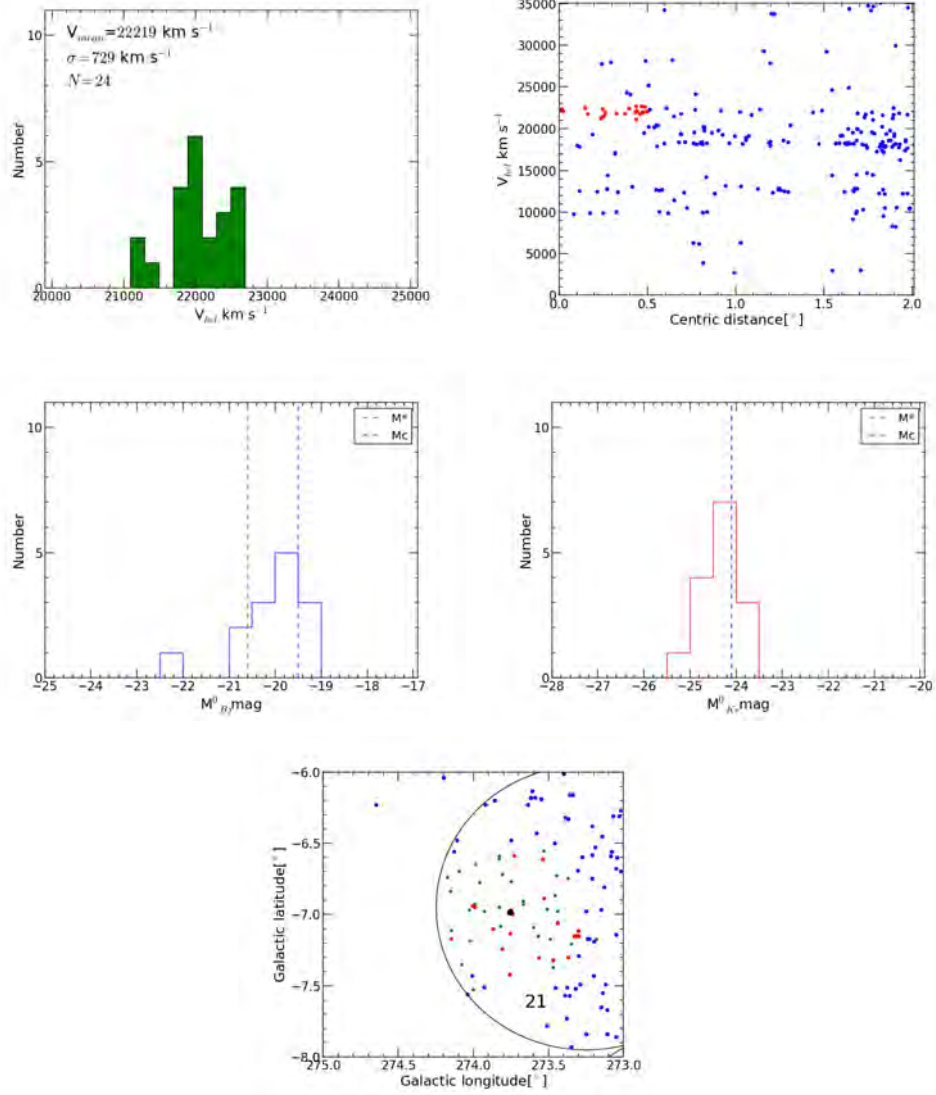 V_mean=22219 km s⁻¹
σ=729 km s⁻¹
N=24
10
5
0
Number
20000 21000 22000 23000 24000 25000
V_hel km s⁻¹
35000
30000
25000
20000
15000
10000
5000
0
V_hel km s⁻¹
0.0 0.5 1.0 1.5 2.0
Centric distance[°]
10
5
0
Number
M*
Mc
−25 −24 −23 −22 −21 −20 −19 −18 −17
M⁰_BJ mag
10
5
0
Number
M*
Mc
−28 −27 −26 −25 −24 −23 −22 −21 −20
M⁰_Ks mag
−6.0
−6.5
−7.0
−7.5
−8.0
Galactic latitude[°]
21
275.0 274.5 274.0 273.5 273.0
Galactic longitude[°]